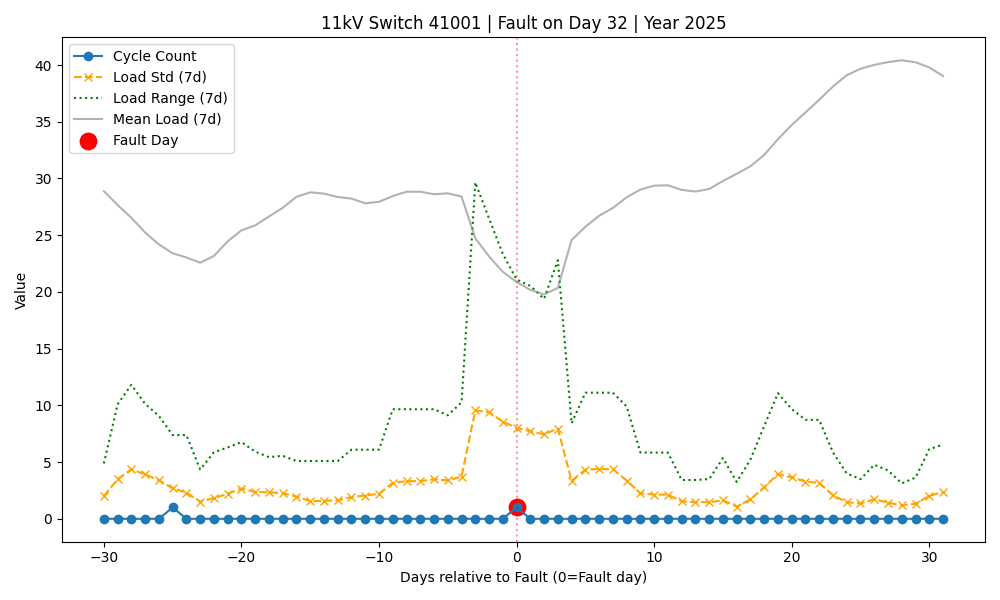 11kV Switch 41001 | Fault on Day 32 | Year 2025
Cycle Count
Load Std (7d)
Load Range (7d)
Mean Load (7d)
Fault Day
Value
40
35
30
25
20
15
10
5
0
−30
−20
−10
0
10
20
30
Days relative to Fault (0=Fault day)